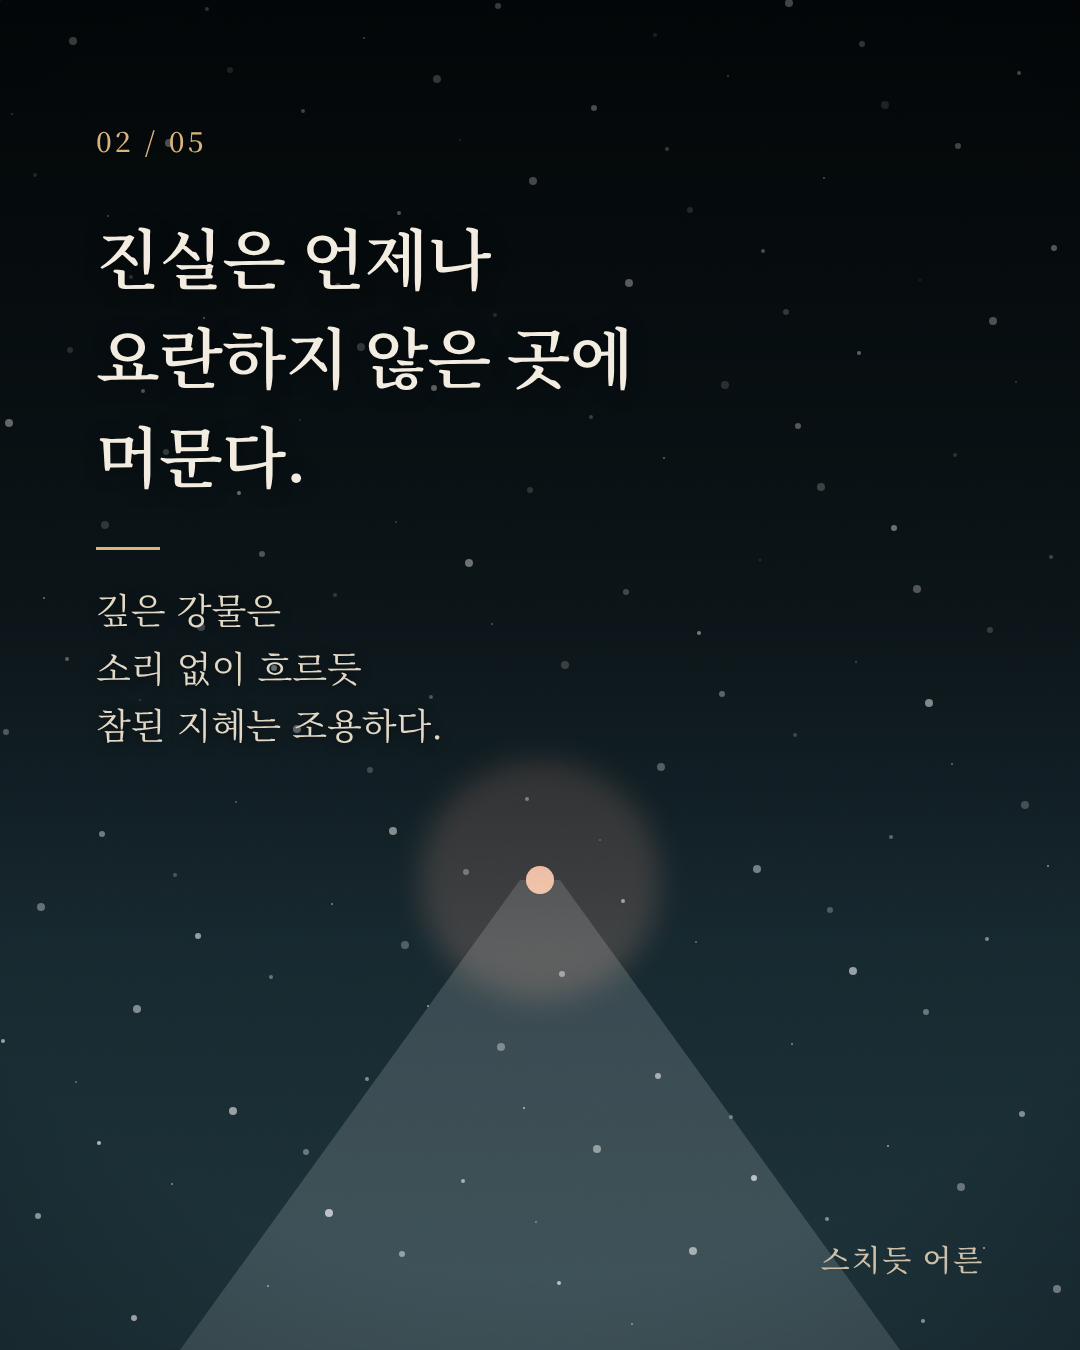 02 / 05
진실은 언제나
요란하지 않은 곳에
머문다.
깊은 강물은
소리 없이 흐르듯
참된 지혜는 조용하다.
스치듯 어른